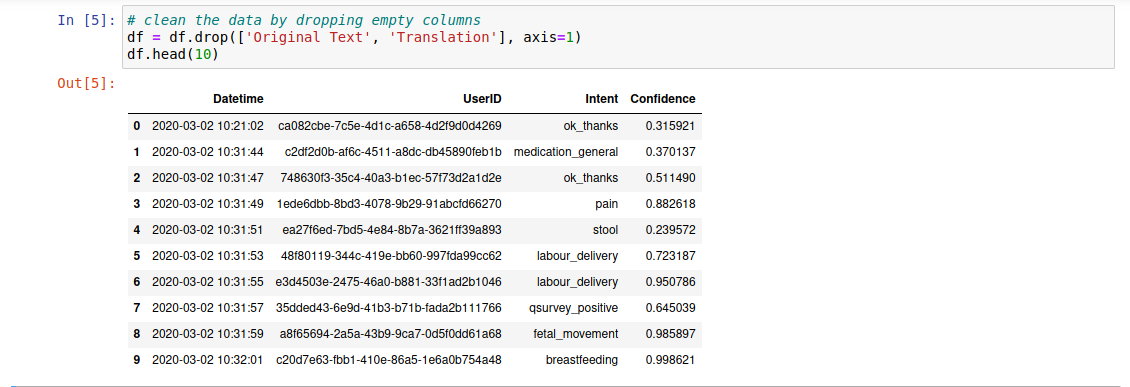 In [5]: # clean the data by dropping empty columns
df = df.drop(['Original Text', 'Translation'], axis=1)
df.head(10)
Out[5]:
Datetime UserID Intent Confidence
0 2020-03-02 10:21:02 ca082cbe-7c5e-4d1c-a658-4d2f9d0d4269 ok_thanks 0.315921
1 2020-03-02 10:31:44 c2df2d0b-af6c-4511-a8dc-db45890feb1b medication_general 0.370137
2 2020-03-02 10:31:47 748630f3-35c4-40a3-b1ec-57f73d2a1d2e ok_thanks 0.511490
3 2020-03-02 10:31:49 1ede6dbb-8bd3-4078-9b29-91abcfd66270 pain 0.882618
4 2020-03-02 10:31:51 ea27f6ed-7bd5-4e84-8b7a-3621ff39a893 stool 0.239572
5 2020-03-02 10:31:53 48f80119-344c-419e-bb60-997fda99cc62 labour_delivery 0.723187
6 2020-03-02 10:31:55 e3d4503e-2475-46a0-b881-33f1ad2b1046 labour_delivery 0.950786
7 2020-03-02 10:31:57 35dded43-6e9d-41b3-b71b-fada2b111766 qsurvey_positive 0.645039
8 2020-03-02 10:31:59 a8f65694-2a5a-43b9-9ca7-0d5f0dd61a68 fetal_movement 0.985897
9 2020-03-02 10:32:01 c20d7e63-fbb1-410e-86a5-1e6a0b754a48 breastfeeding 0.998621